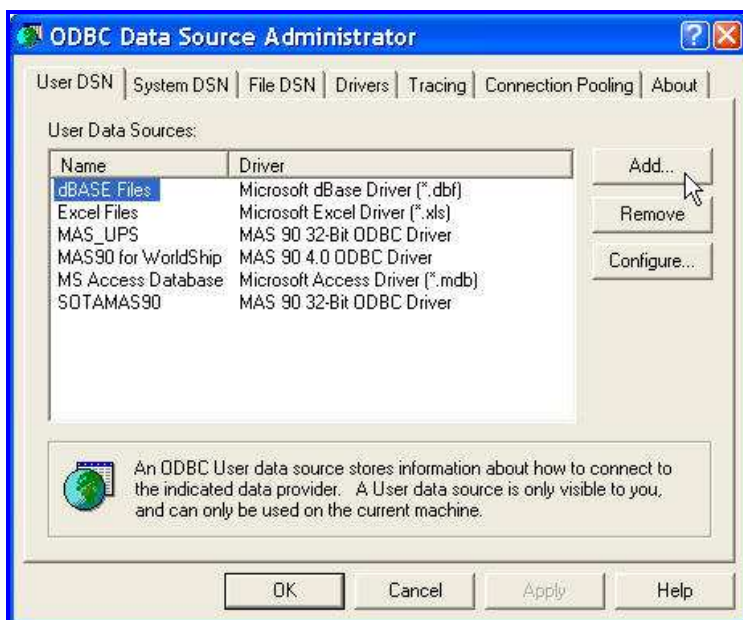 ODBC Data Source Administrator
User DSN System DSN File DSN Drivers Tracing Connection Pooling About
User Data Sources:
Name Driver
dBASE Files Microsoft dBase Driver (*.dbf)
Excel Files Microsoft Excel Driver (*.xls)
MAS_UPS MAS 90 32-Bit ODBC Driver
MAS90 for WorldShip MAS 90 4.0 ODBC Driver
MS Access Database Microsoft Access Driver (*.mdb)
SOTAMAS90 MAS 90 32-Bit ODBC Driver
Add...
Remove
Configure...
An ODBC User data source stores information about how to connect to
the indicated data provider. A User data source is only visible to you,
and can only be used on the current machine.
OK Cancel Apply Help